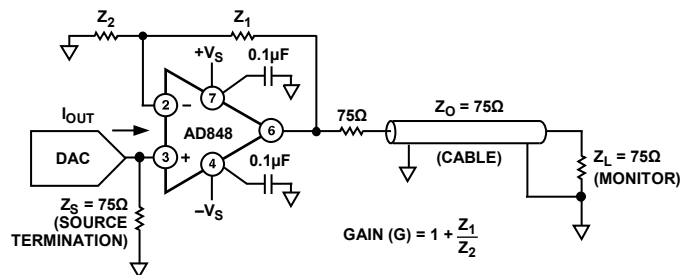 Z2
Z1
+VS
0.1µF
7
IOUT
2
−
AD848
6
75Ω
ZO = 75Ω
(CABLE)
DAC
3
+
4
0.1µF
−VS
ZL = 75Ω
(MONITOR)
ZS = 75Ω
(SOURCE
TERMINATION)
GAIN (G) = 1 + Z1/Z2